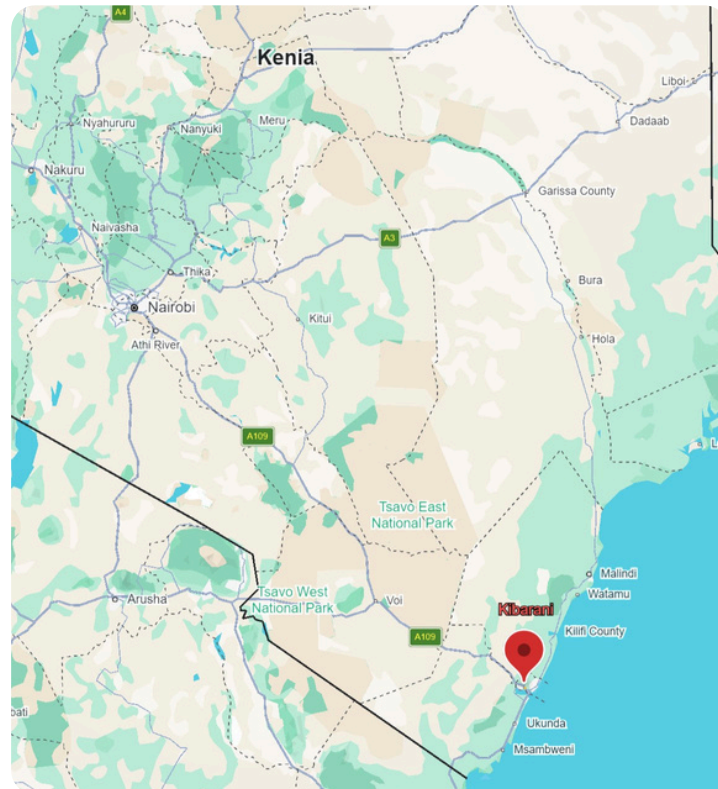 A4
Kenia
Liboi
Meru
Nyahururu
Nanyuki
Dadaab
Nakuru
Garissa County
Naivasha
A3
Thika
Bura
Nairobi
Kitui
Hola
Athi River
A109
L
Tsavo East
National Park
Malindi
Tsavo West
National Park
Watamu
Arusha
Voi
Kibarani
Kilifi County
A109
bati
Ukunda
Msambweni